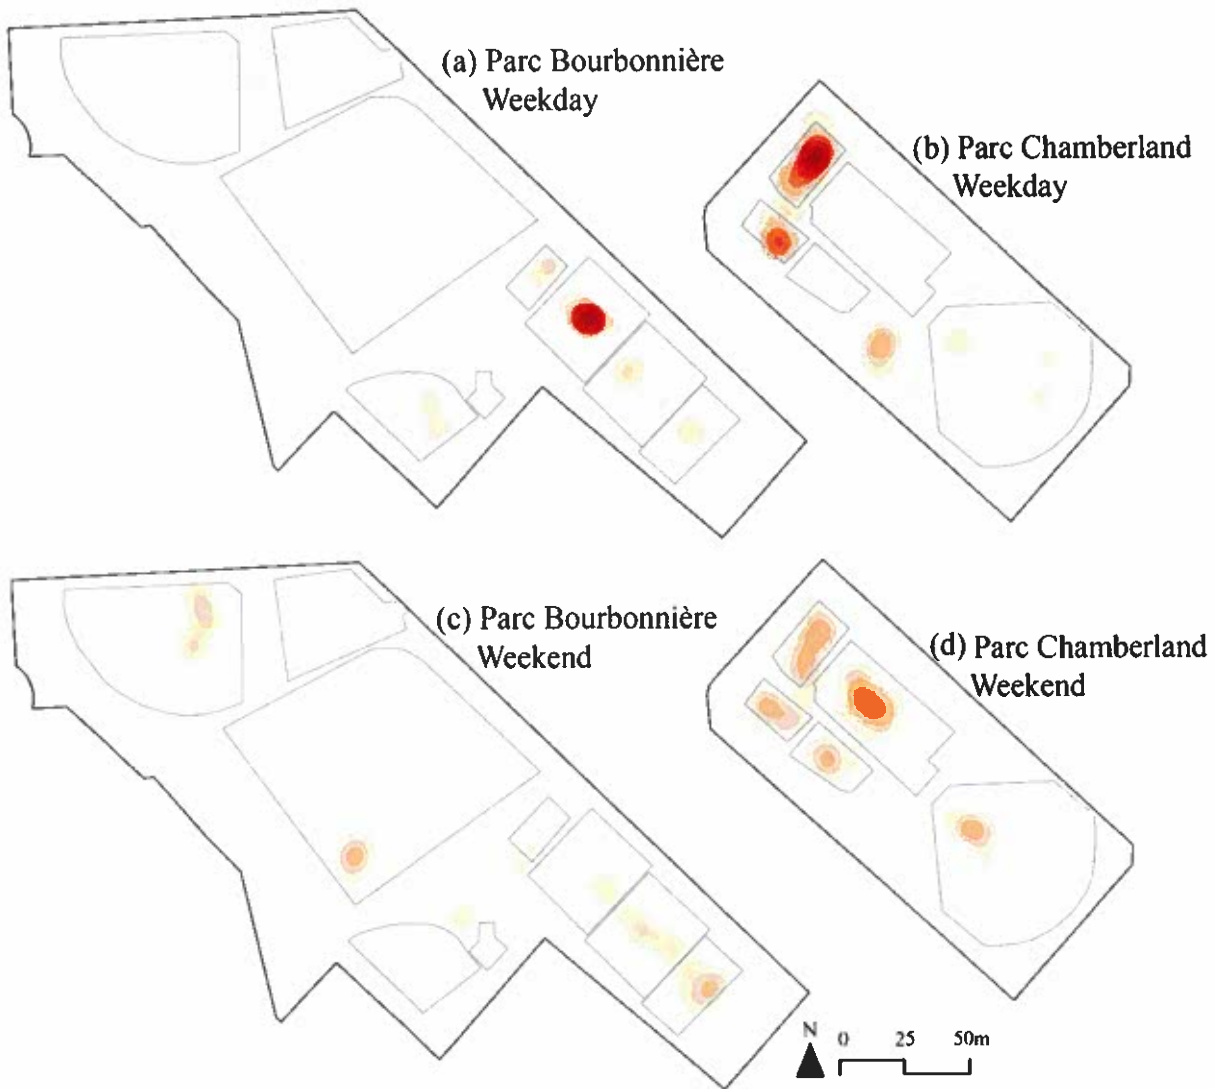 (a) Parc Bourbonnière
Weekday
(b) Parc Chamberland
Weekday
(c) Parc Bourbonnière
Weekend
(d) Parc Chamberland
Weekend
N 0 25 50m